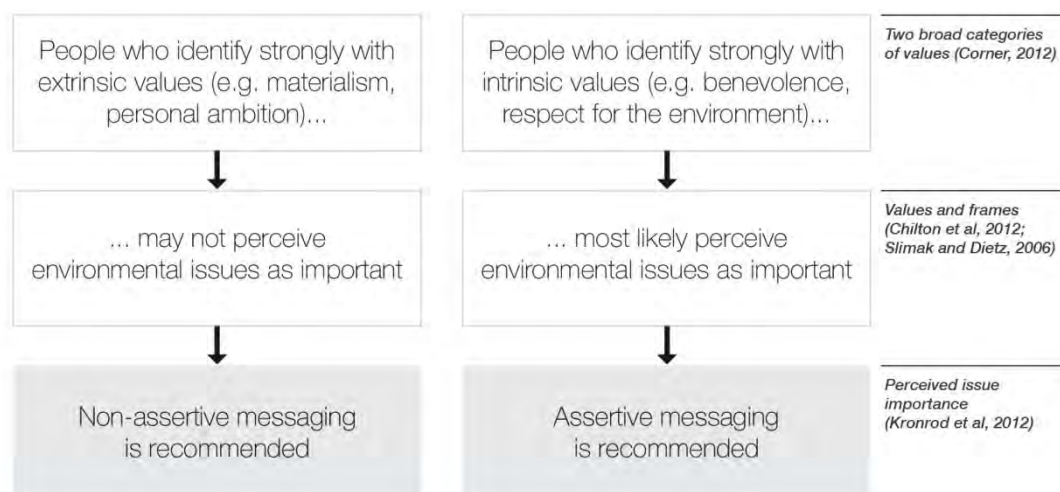 People who identify strongly with
extrinsic values (e.g. materialism,
personal ambition)...
People who identify strongly with
intrinsic values (e.g. benevolence,
respect for the environment)...
Two broad categories
of values (Corner, 2012)
... may not perceive
environmental issues as important
... most likely perceive
environmental issues as important
Values and frames
(Chilton et al, 2012;
Slimak and Dietz, 2006)
Non-assertive messaging
is recommended
Assertive messaging
is recommended
Perceived issue
importance
(Kronrod et al, 2012)